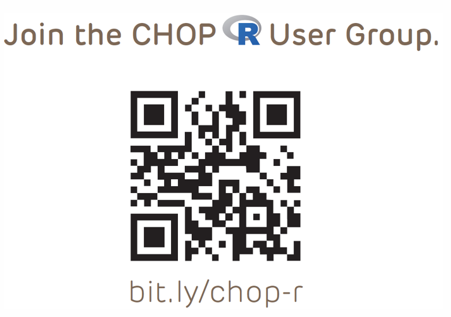 Join the CHOP R User Group.
bit.ly/chop-r